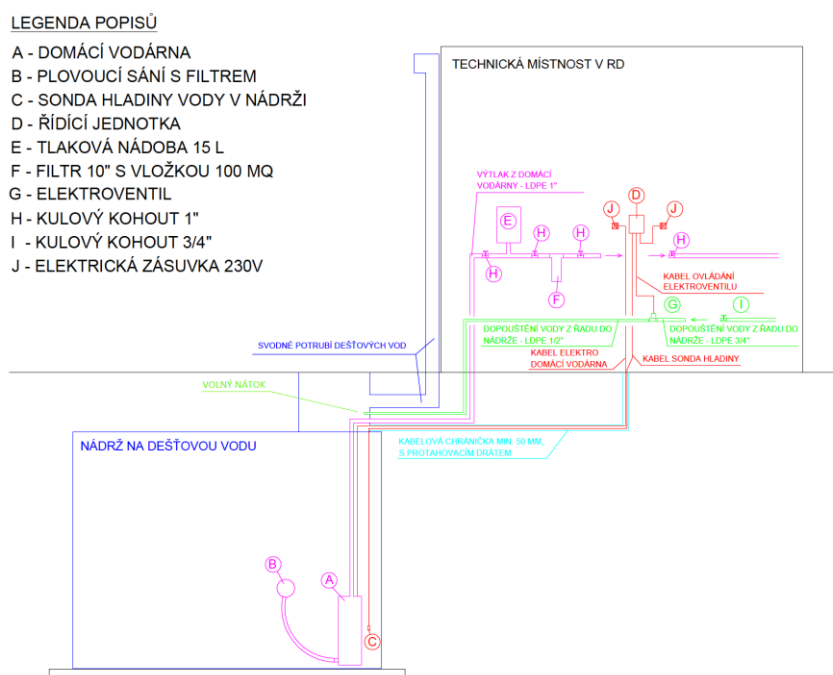 LEGENDA POPISŮ
A - DOMÁCÍ VODÁRNA
B - PLOVOUCÍ SÁNÍ S FILTREM
C - SONDA HLADINY VODY V NÁDRŽI
D - ŘÍDÍCÍ JEDNOTKA
E - TLAKOVÁ NÁDOBA 15 L
F - FILTR 10" S VLOŽKOU 100 MQ
G - ELEKTROVENTIL
H - KULOVÝ KOHOUT 1"
I - KULOVÝ KOHOUT 3/4"
J - ELEKTRICKÁ ZÁSUVKA 230V
TECHNICKÁ MÍSTNOST V RD
VÝTLAK Z DOMÁCÍ
VODÁRNY - LDPE 1"
D
J
J
E
H
H
H
H
F
KABEL OVLÁDÁNÍ
ELEKTROVENTILU
G
I
DOPOUŠTĚNÍ VODY Z ŘADU DO
NÁDRŽE - LDPE 1/2"
DOPOUŠTĚNÍ VODY Z ŘADU DO
NÁDRŽE - LDPE 3/4"
SVODNÉ POTRUBÍ DEŠŤOVÝCH VOD
KABEL ELEKTRO
DOMÁCÍ VODÁRNA
KABEL SONDA HLADINY
VOLNÝ NÁTOK
NÁDRŽ NA DEŠŤOVOU VODU
KABELOVÁ CHRÁNIČKA MIN. 50 MM,
S PROTAHOVACÍM DRÁTEM
B
A
C